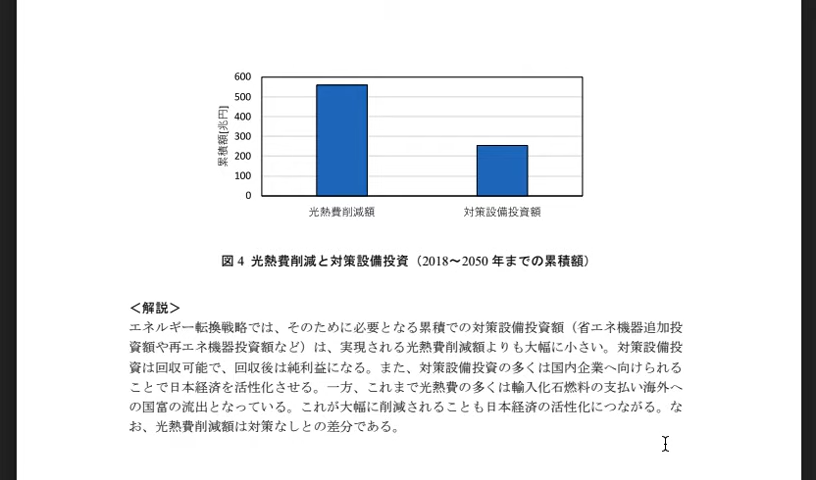 600
500
400
300
200
100
0
累積額[兆円]
光熱費削減額
対策設備投資額
図 4 光熱費削減と対策設備投資（2018〜2050 年までの累積額）
＜解説＞
エネルギー転換戦略では、そのために必要となる累積での対策設備投資額（省エネ機器追加投
資額や再エネ機器投資額など）は、実現される光熱費削減額よりも大幅に小さい。対策設備投
資は回収可能で、回収後は純利益になる。また、対策設備投資の多くは国内企業へ向けられる
ことで日本経済を活性化させる。一方、これまで光熱費の多くは輸入化石燃料の支払い海外へ
の国富の流出となっている。これが大幅に削減されることも日本経済の活性化につながる。な
お、光熱費削減額は対策なしとの差分である。